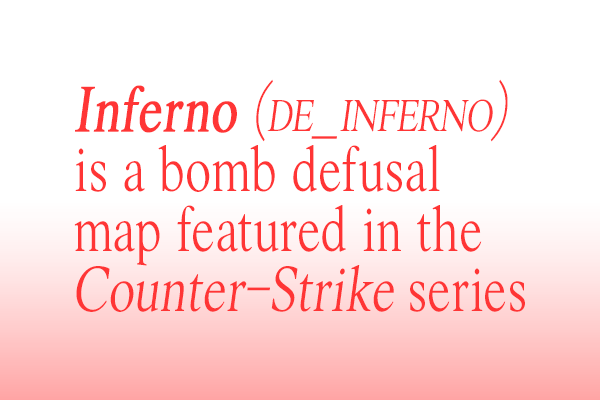 Inferno (DE_INFERNO)
is a bomb defusal
map featured in the
Counter-Strike series